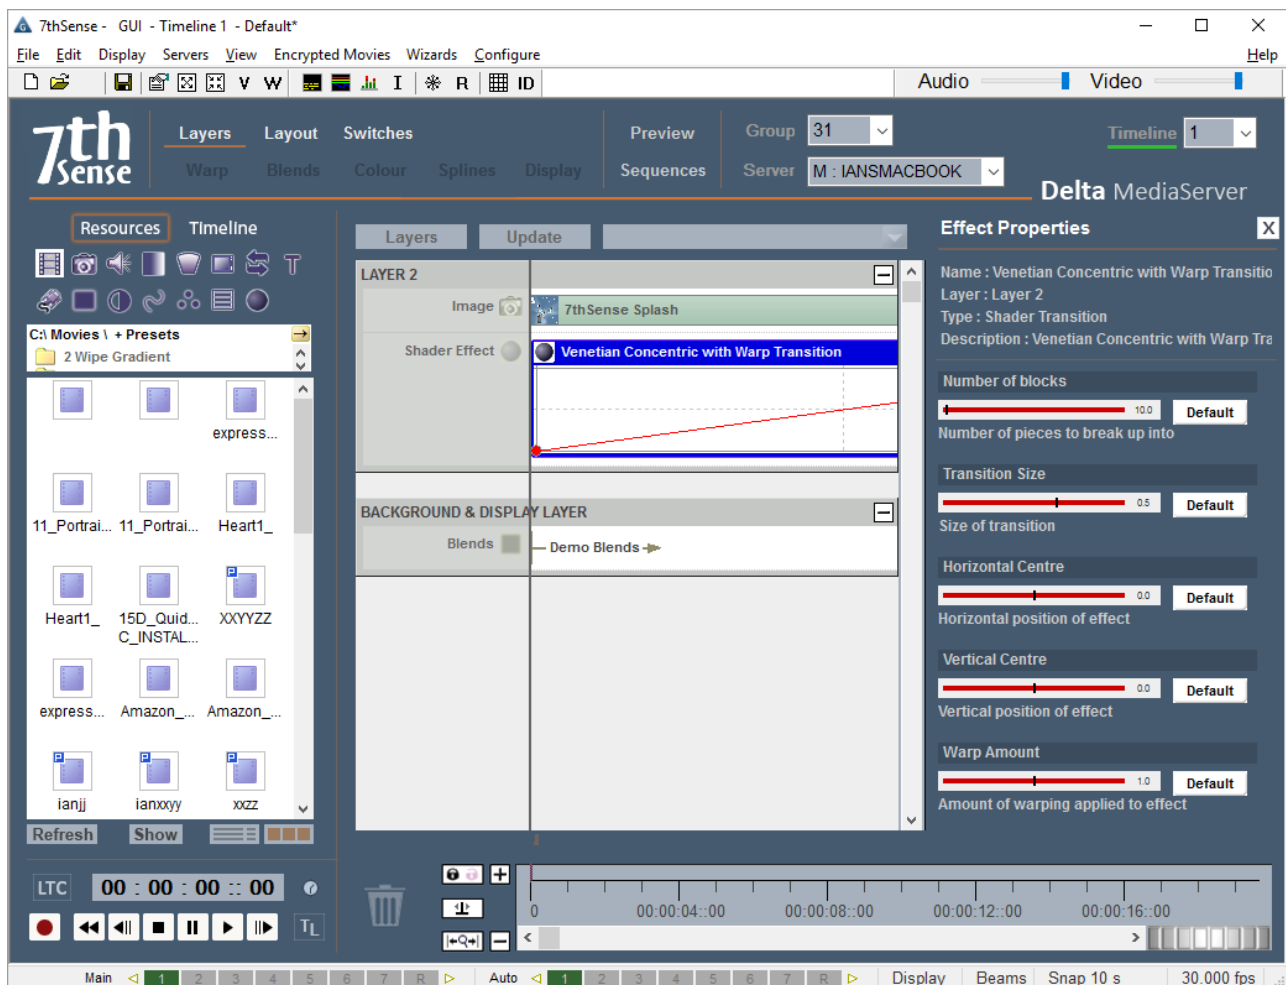 7thSense - GUI - Timeline 1 - Default*
File Edit Display Servers View Encrypted Movies Wizards Configure Help
V W I R ID Audio Video
7th Sense
Layers Layout Switches Preview Group 31 Timeline 1
Warp Blends Colour Splines Display Sequences Server M : IANSMACBOOK
Delta MediaServer
Resources Timeline
T
C:\ Movies \ + Presets
2 Wipe Gradient
express...
11_Portrai... 11_Portrai... Heart1_
Heart1_ 15D_Quid... XXYYZZ
C_INSTAL...
express... Amazon_... Amazon_...
P P P
ianjj ianxxyy xxzz
Refresh Show
LTC 00 : 00 : 00 :: 00
TL
Layers Update
LAYER 2
Image 7thSense Splash
Shader Effect Venetian Concentric with Warp Transition
BACKGROUND & DISPLAY LAYER
Blends Demo Blends
0 00:00:04::00 00:00:08::00 00:00:12::00 00:00:16::00
Effect Properties X
Name : Venetian Concentric with Warp Transitio
Layer : Layer 2
Type : Shader Transition
Description : Venetian Concentric with Warp Tra
Number of blocks
10.0 Default
Number of pieces to break up into
Transition Size
0.5 Default
Size of transition
Horizontal Centre
0.0 Default
Horizontal position of effect
Vertical Centre
0.0 Default
Vertical position of effect
Warp Amount
1.0 Default
Amount of warping applied to effect
Main 1 2 3 4 5 6 7 R Auto 1 2 3 4 5 6 7 R Display Beams Snap 10 s 30.000 fps